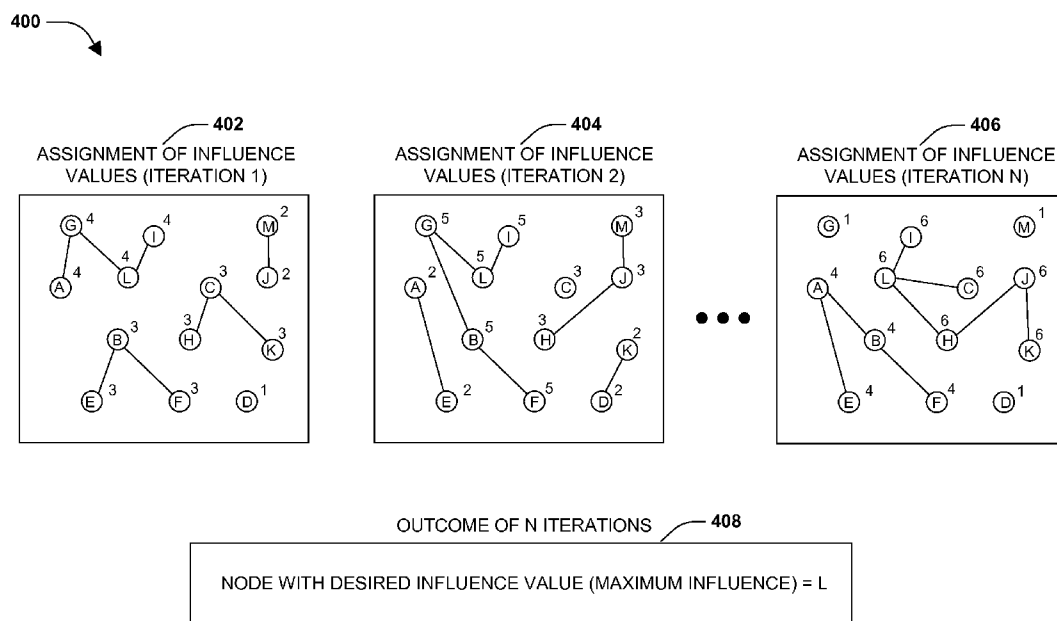 400
402
ASSIGNMENT OF INFLUENCE
VALUES (ITERATION 1)
G 4
I 4
M 2
A 4
L 4
J 2
C 3
B 3
H 3
K 3
E 3
F 3
D 1
404
ASSIGNMENT OF INFLUENCE
VALUES (ITERATION 2)
G 5
I 5
M 3
A 2
L 5
C 3
J 3
B 5
H 3
K 2
E 2
F 5
D 2
406
ASSIGNMENT OF INFLUENCE
VALUES (ITERATION N)
G 1
I 6
M 1
A 4
L 6
C 6
J 6
B 4
H 6
K 6
E 4
F 4
D 1
OUTCOME OF N ITERATIONS
408
NODE WITH DESIRED INFLUENCE VALUE (MAXIMUM INFLUENCE) = L